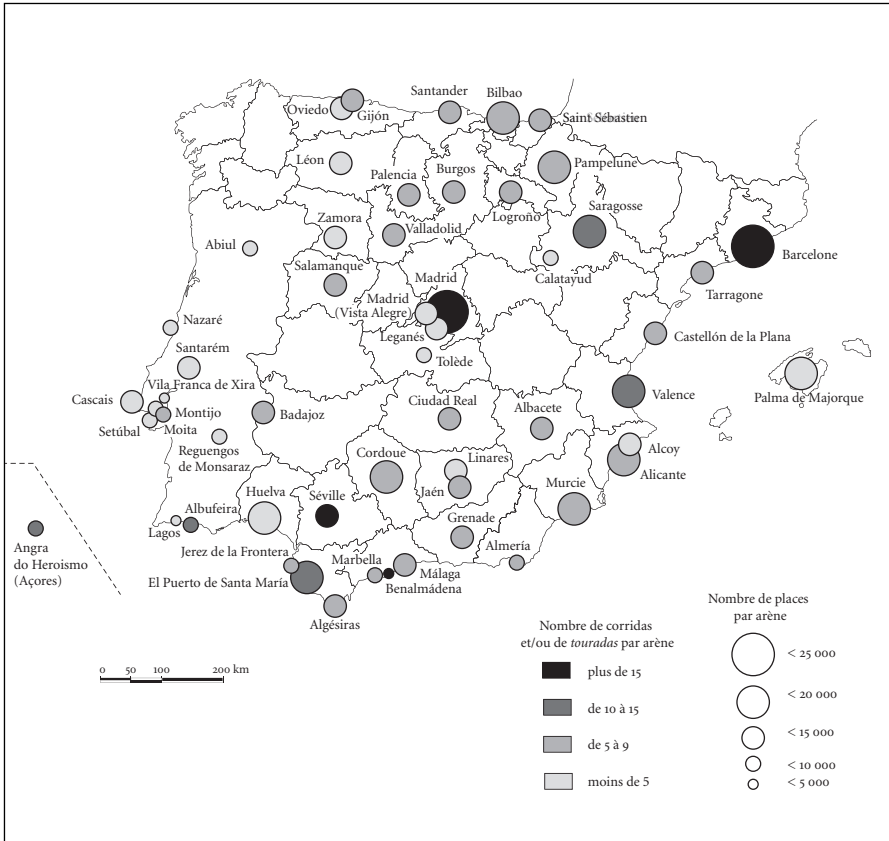 Santander
Bilbao
Oviedo
Gijón
Saint Sébastien
Léon
Palencia
Burgos
Pampelune
Logroño
Saragosse
Zamora
Valladolid
Abiul
Barcelone
Salamanque
Madrid
Calatayud
Tarragone
Madrid
(Vista Alegre)
Nazaré
Leganés
Castellón de la Plana
Santarém
Tolède
Vila Franca de Xira
Valence
Palma de Majorque
Cascais
Montijo
Badajoz
Ciudad Real
Albacete
Setúbal
Moita
Reguengos
de Monsaraz
Alcoy
Cordoue
Linares
Alicante
Jaén
Huelva
Séville
Murcie
Albufeira
Lagos
Grenade
Angra
do Heroismo
(Açores)
Jerez de la Frontera
Marbella
Almería
El Puerto de Santa María
Málaga
Benalmádena
Algésiras
0 50 100 200 km
Nombre de corridas
et/ou de touradas par arène
plus de 15
de 10 à 15
de 5 à 9
moins de 5
Nombre de places
par arène
< 25 000
< 20 000
< 15 000
< 10 000
< 5 000